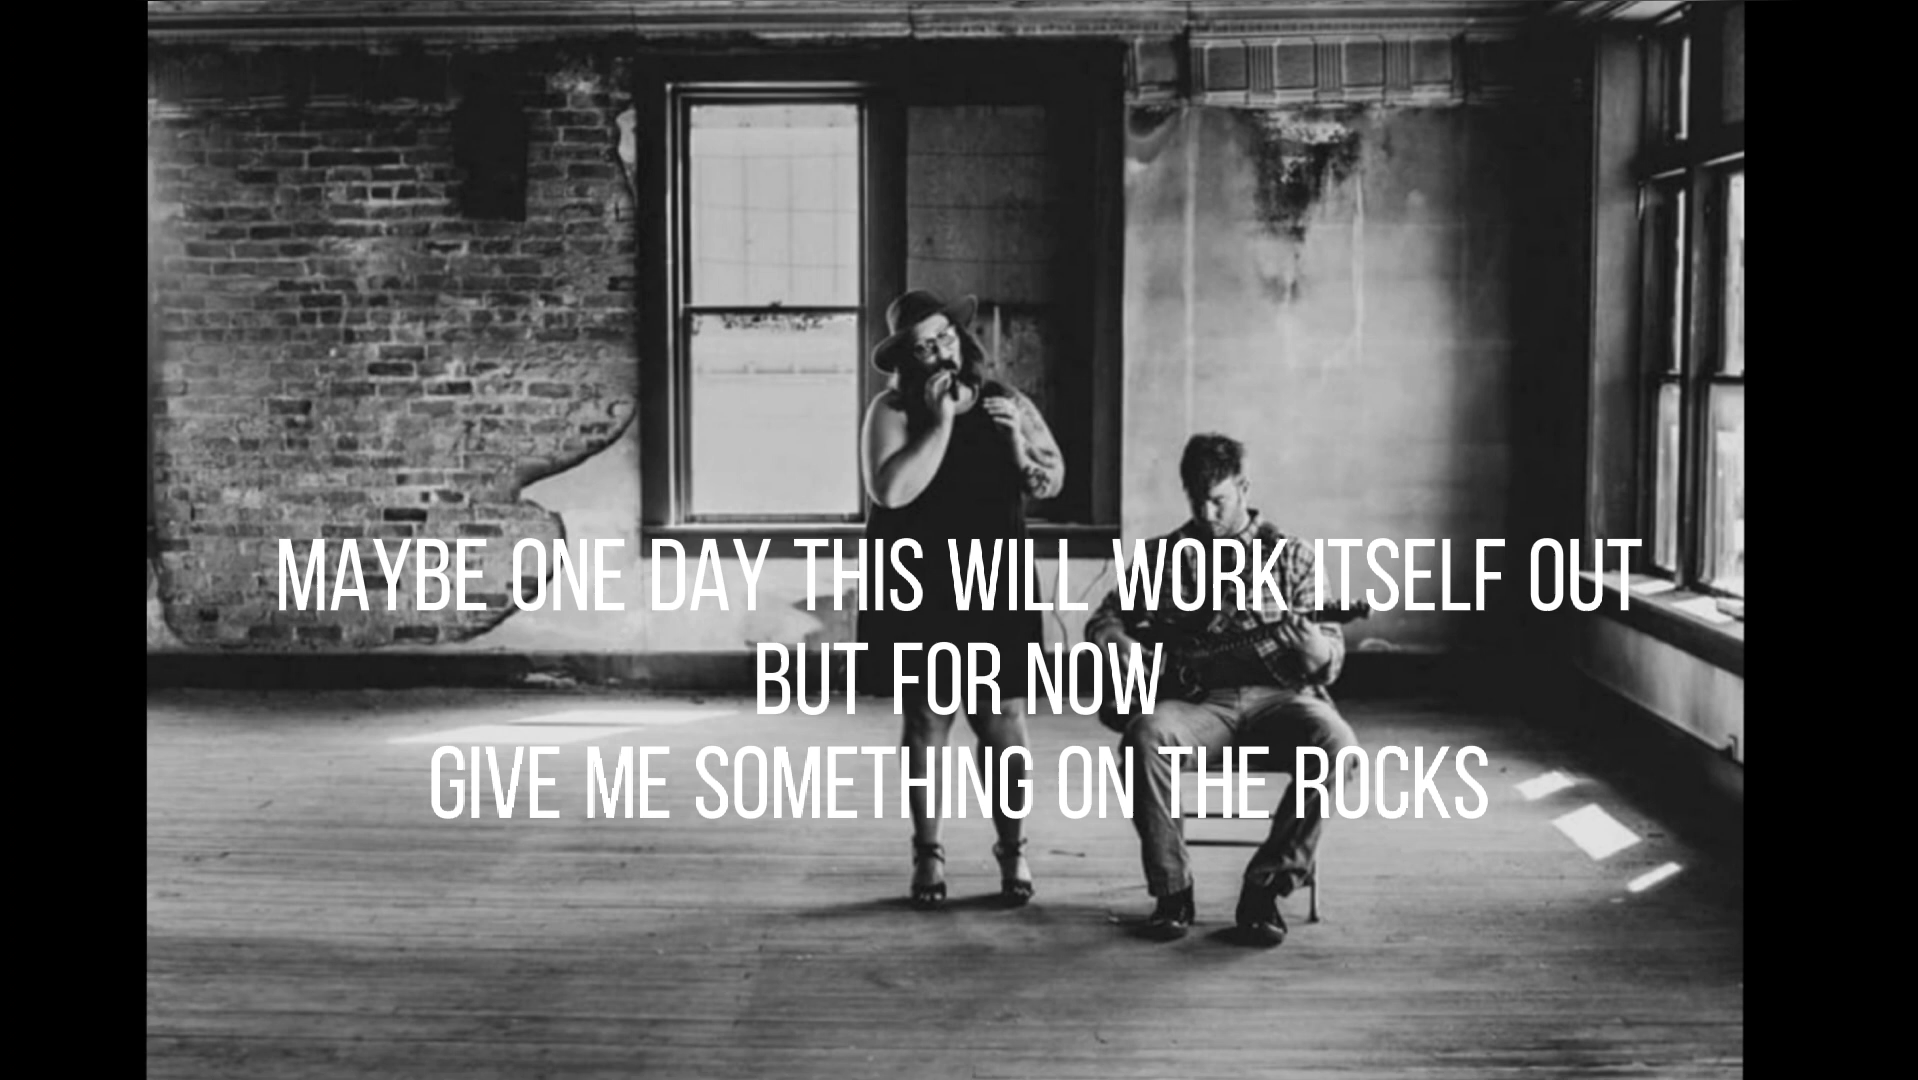 MAYBE ONE DAY THIS WILL WORK ITSELF OUT
BUT FOR NOW
GIVE ME SOMETHING ON THE ROCKS